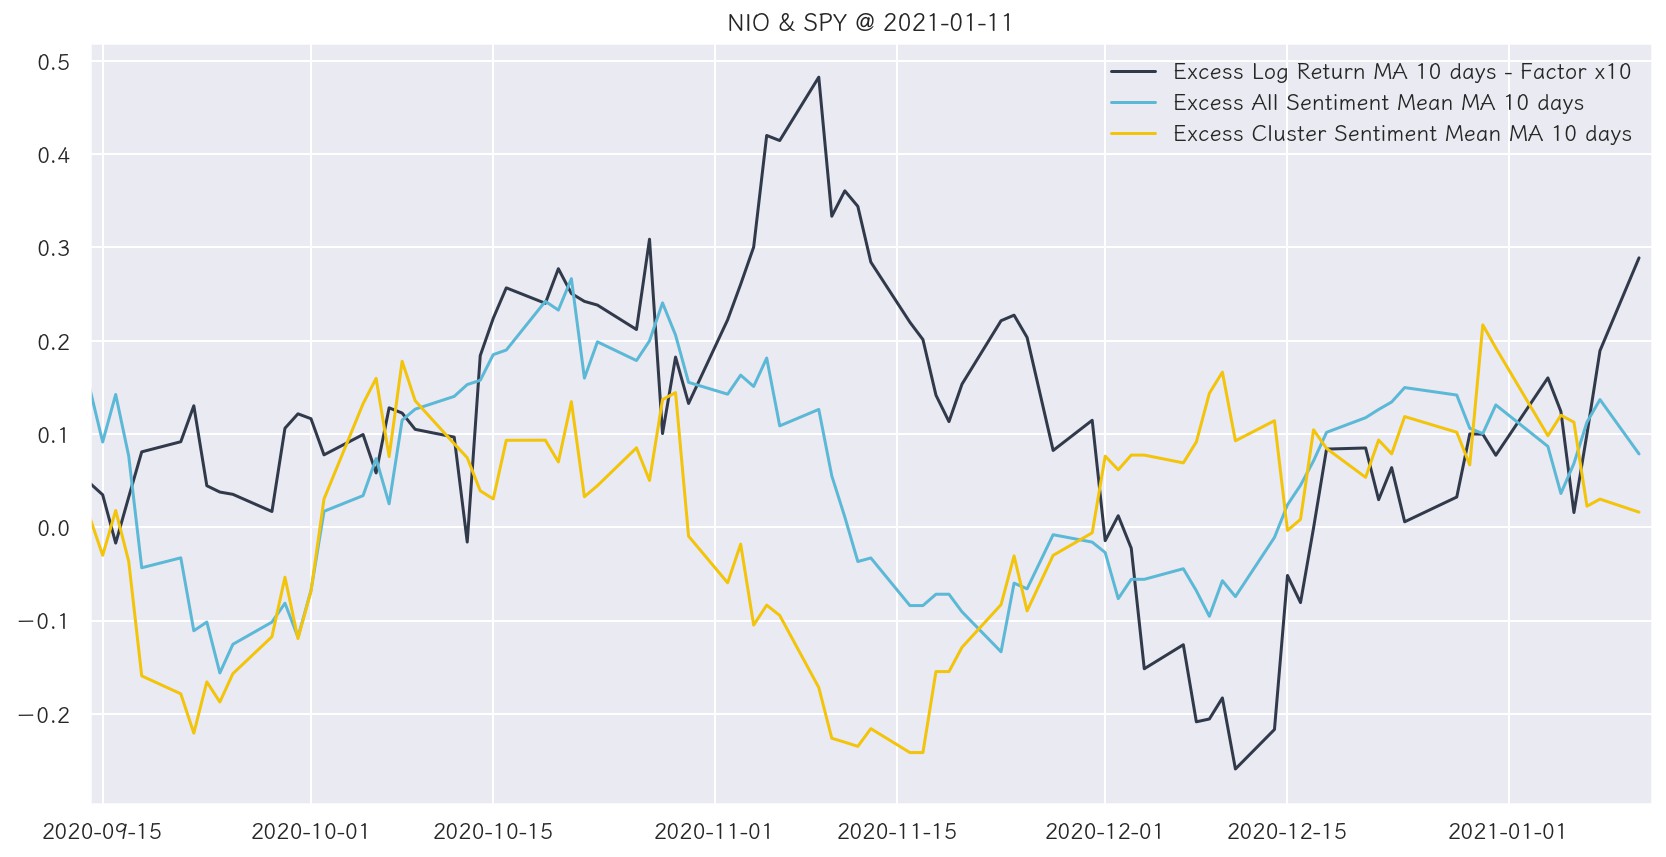 NIO & SPY @ 2021-01-11
Excess Log Return MA 10 days - Factor x10
Excess All Sentiment Mean MA 10 days
Excess Cluster Sentiment Mean MA 10 days
0.5
0.4
0.3
0.2
0.1
0.0
−0.1
−0.2
2020-09-15 2020-10-01 2020-10-15 2020-11-01 2020-11-15 2020-12-01 2020-12-15 2021-01-01